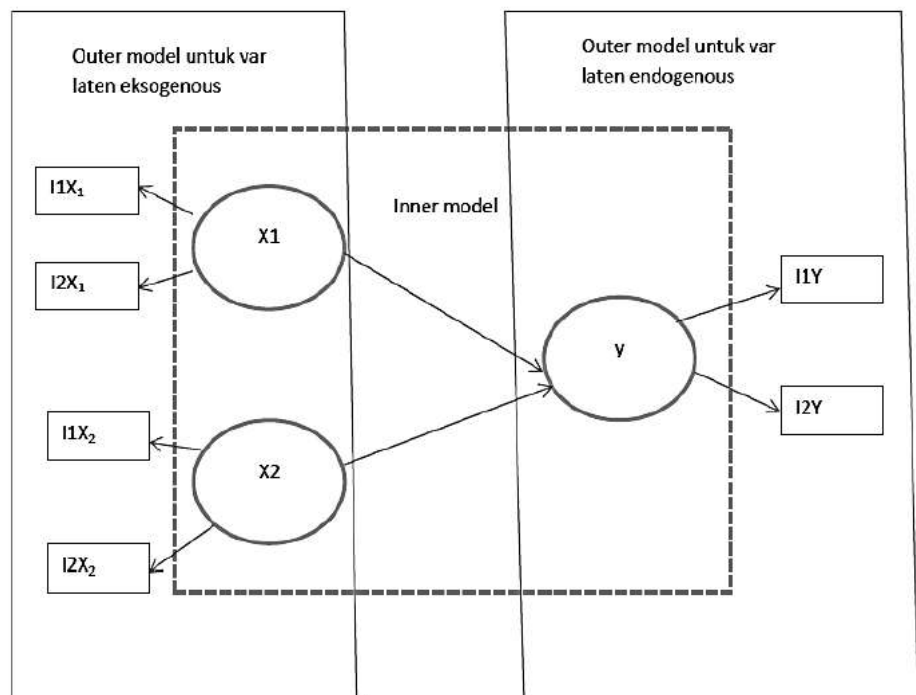 Outer model untuk var
laten eksogenous
Outer model untuk var
laten endogenous
Inner model
I1X₁
X1
I2X₁
I1Y
y
I2Y
I1X₂
X2
I2X₂